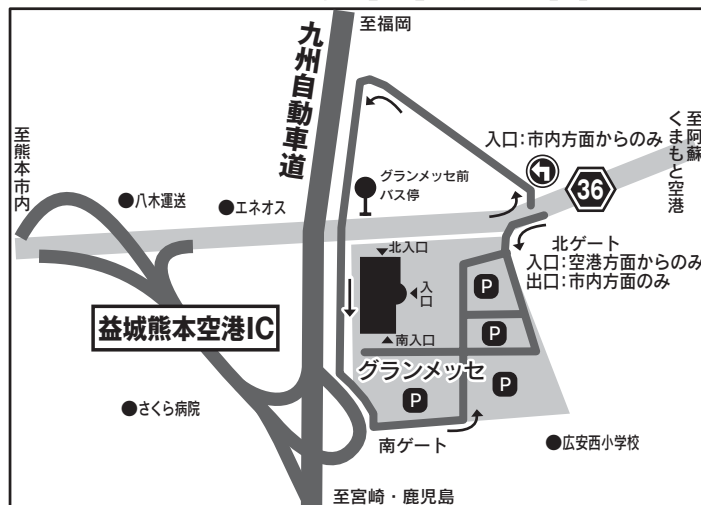 至福岡
九州自動車道
至熊本市内
至阿蘇
くまもと空港
入口：市内方面からのみ
36
グランメッセ前
バス停
●八木運送
●エネオス
北ゲート
入口：空港方面からのみ
出口：市内方面のみ
▼北入口
◀入口
P
益城熊本空港IC
▲南入口
P
グランメッセ
P
P
●さくら病院
南ゲート
●広安西小学校
至宮崎・鹿児島